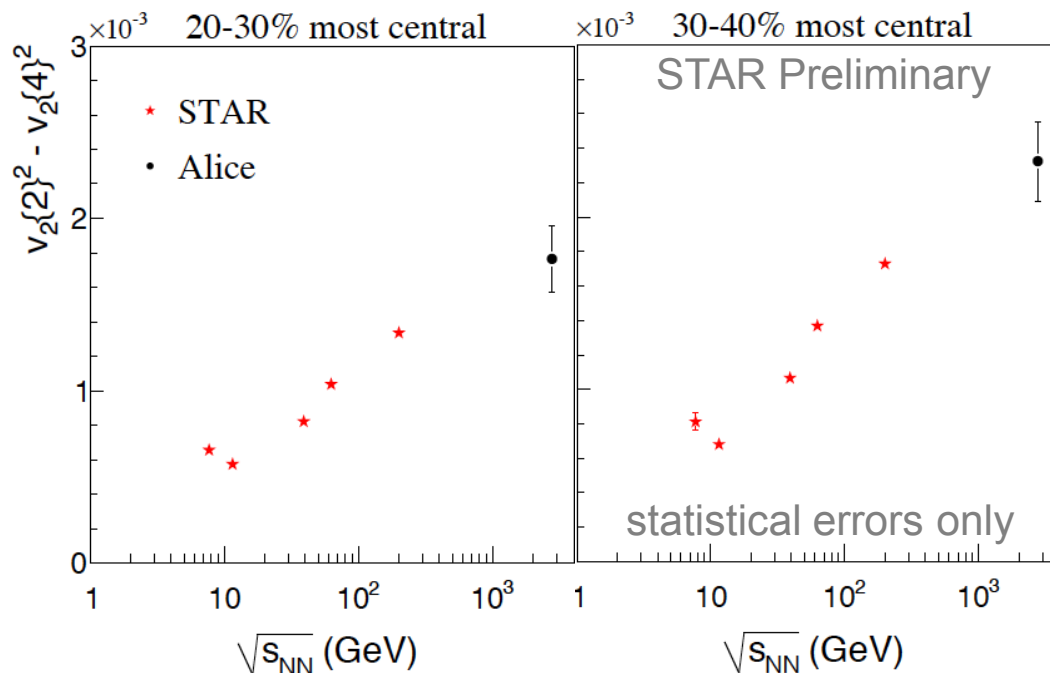 ×10⁻³ 20-30% most central
×10⁻³ 30-40% most central
STAR Preliminary
3
2
1
0
v₂{2}² - v₂{4}²
STAR
Alice
statistical errors only
1 10 10² 10³
1 10 10² 10³
√s_NN (GeV)
√s_NN (GeV)